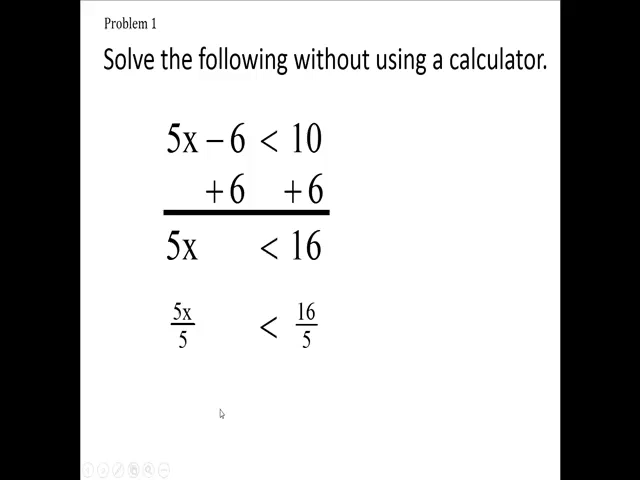 Problem 1
Solve the following without using a calculator.
5x − 6 < 10
+ 6 + 6
5x < 16
5x/5 < 16/5